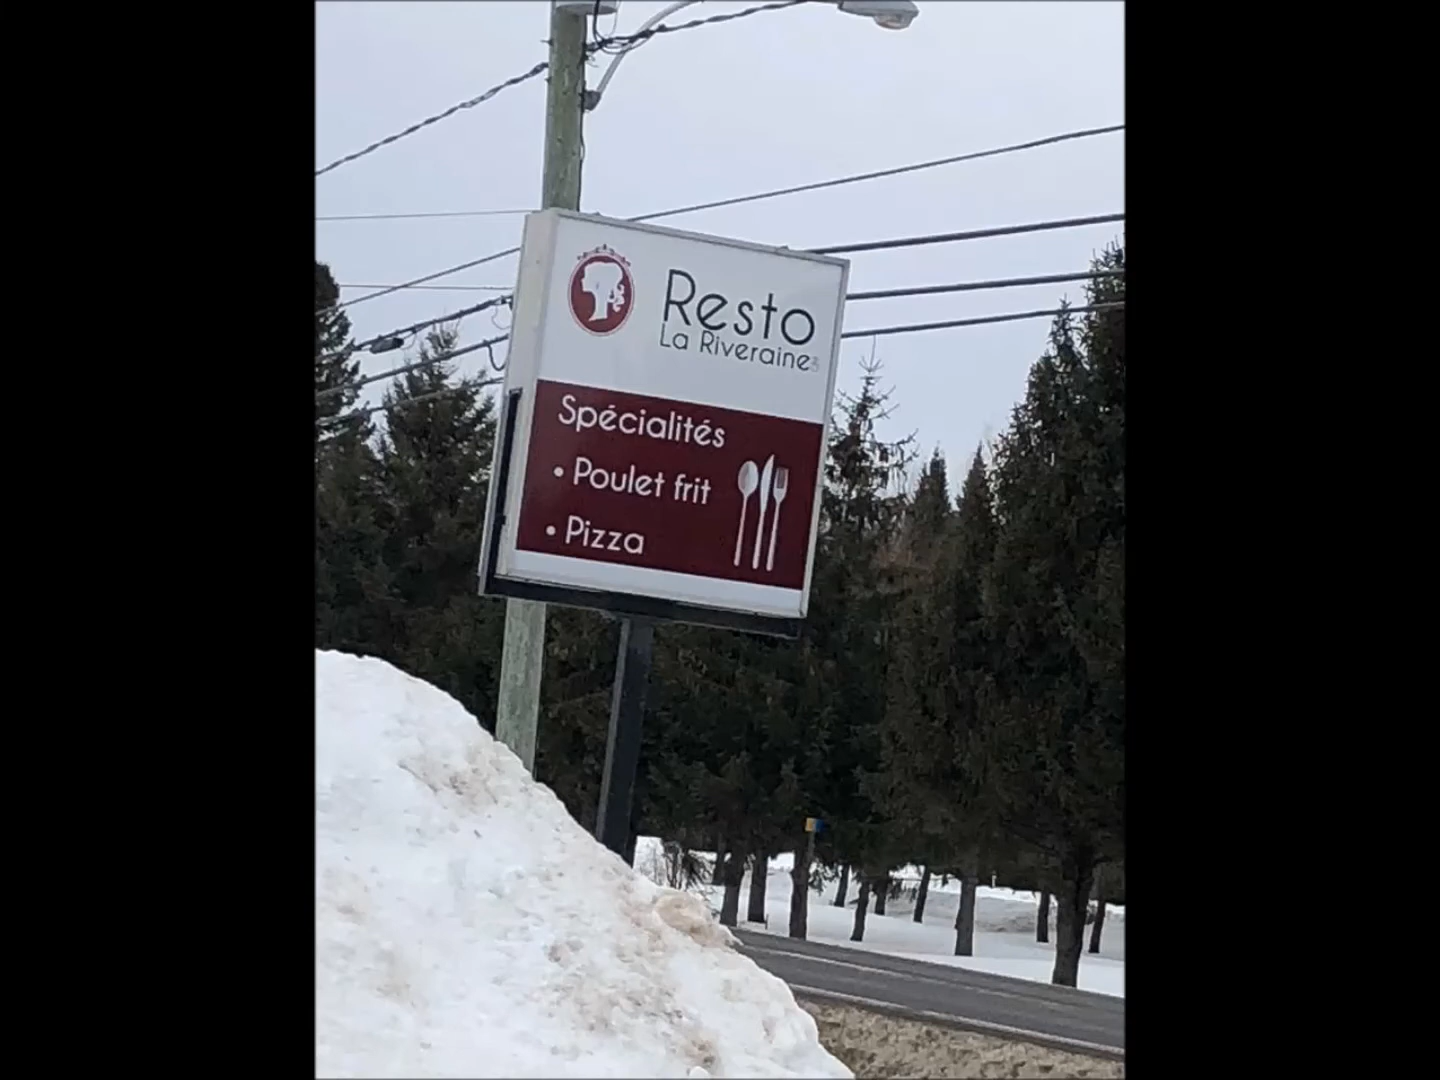 Resto
La Riveraine
Spécialités
• Poulet frit
• Pizza